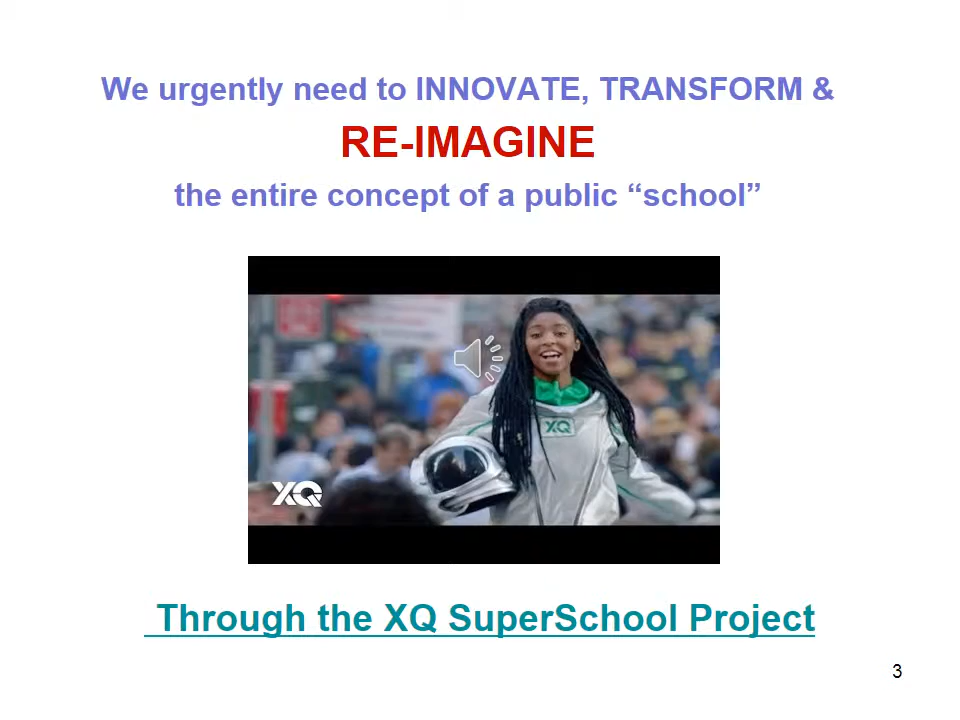 We urgently need to INNOVATE, TRANSFORM &
RE-IMAGINE
the entire concept of a public “school”
XQ
XQ
Through the XQ SuperSchool Project
3